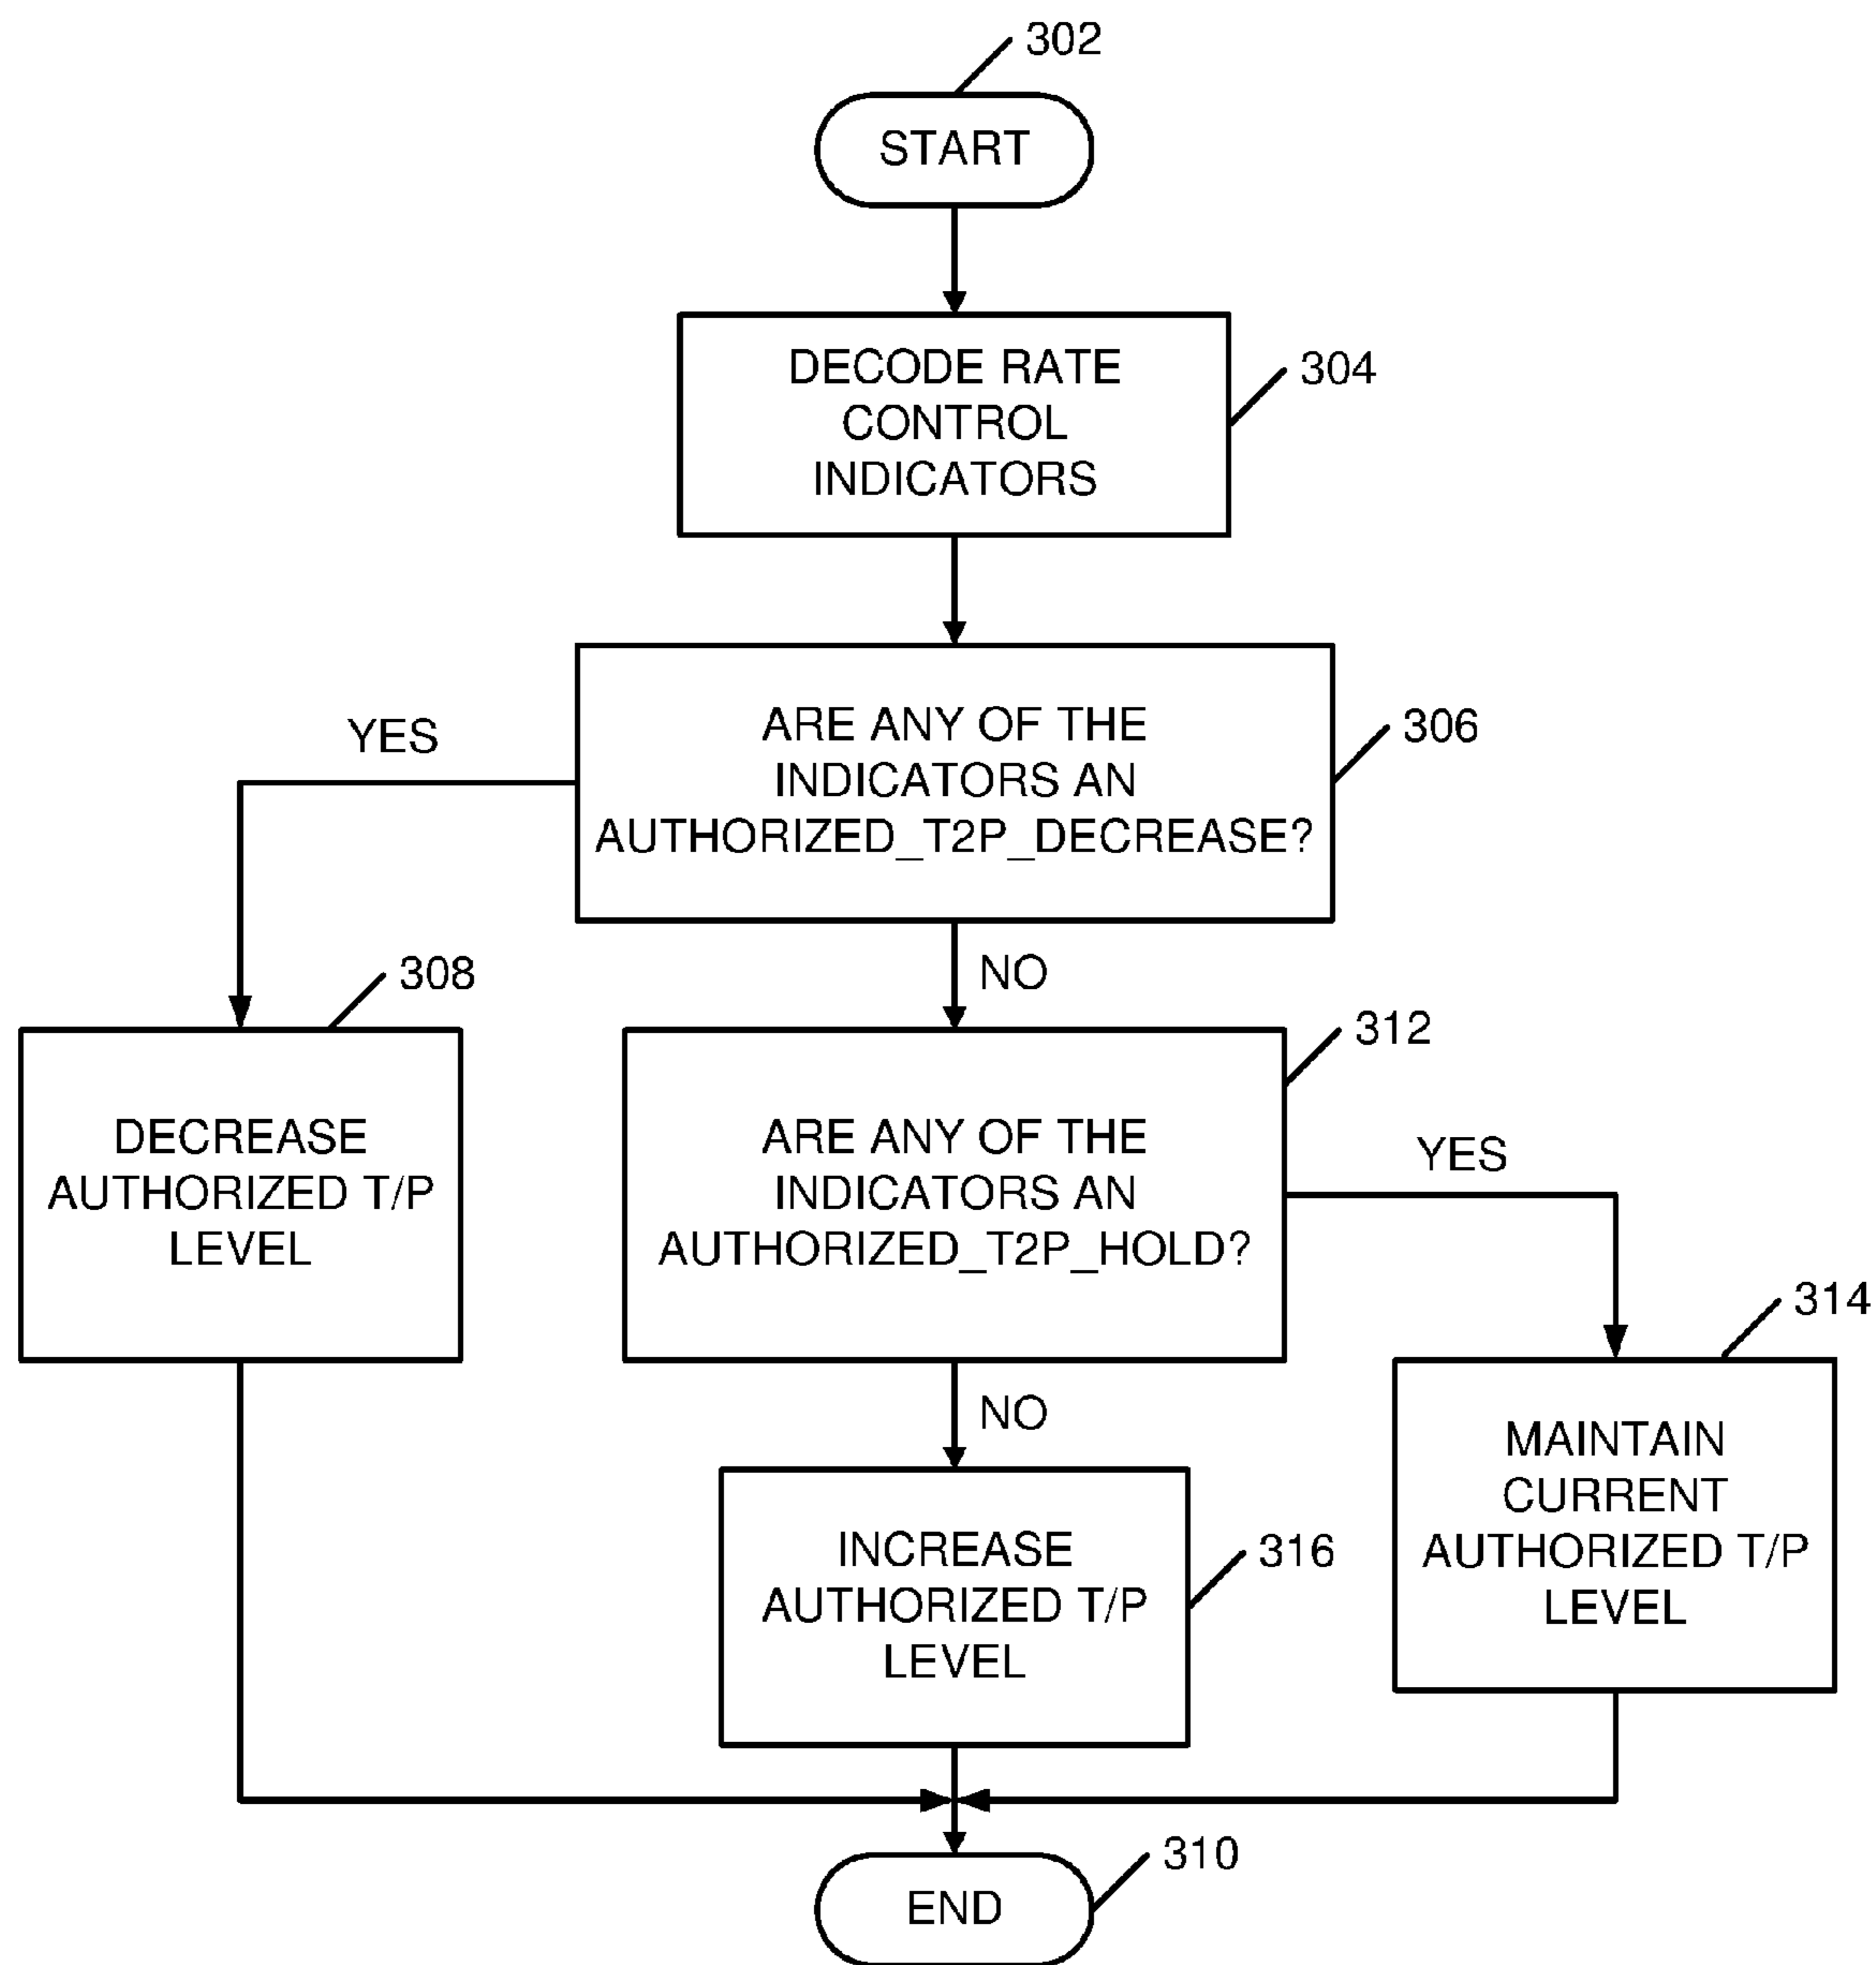 302
START
DECODE RATE
CONTROL
INDICATORS
304
ARE ANY OF THE
INDICATORS AN
AUTHORIZED_T2P_DECREASE?
306
YES
NO
308
DECREASE
AUTHORIZED T/P
LEVEL
312
ARE ANY OF THE
INDICATORS AN
AUTHORIZED_T2P_HOLD?
YES
NO
314
MAINTAIN
CURRENT
AUTHORIZED T/P
LEVEL
INCREASE
AUTHORIZED T/P
LEVEL
316
310
END